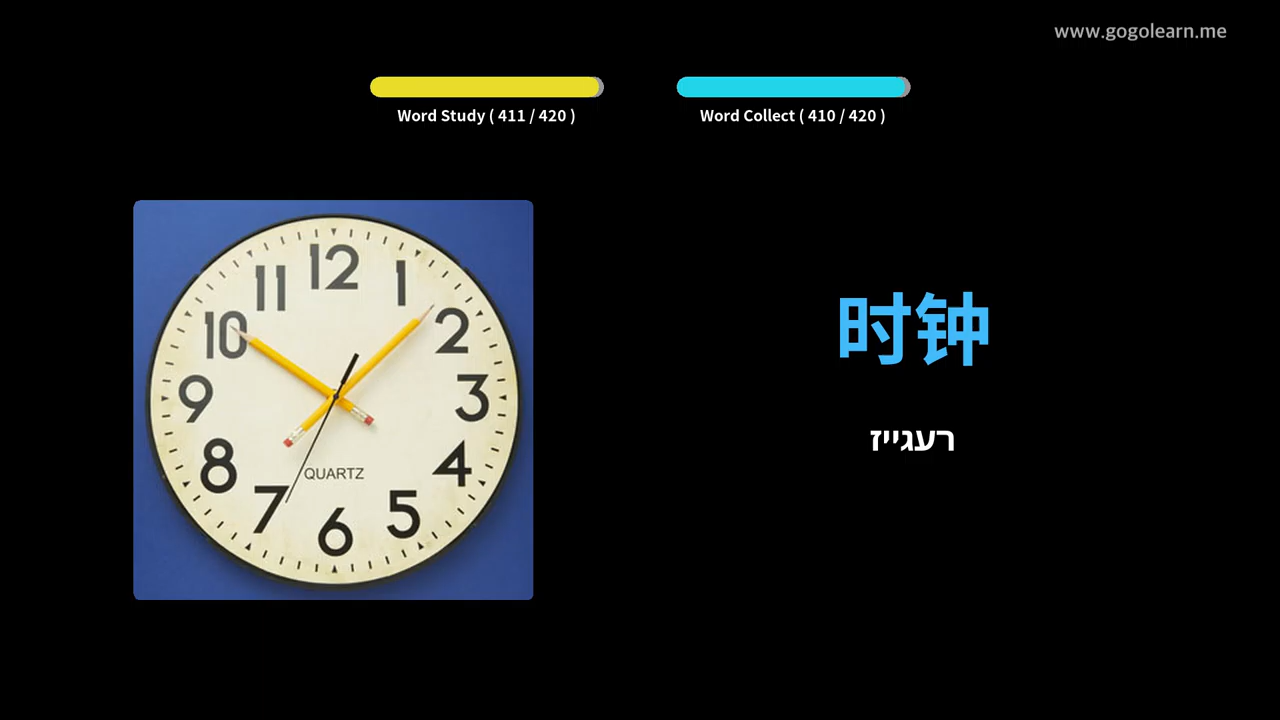 www.gogolearn.me
Word Study ( 411 / 420 )
Word Collect ( 410 / 420 )
12
1
2
3
4
5
6
7
8
9
10
11
QUARTZ
时钟
רעגייז